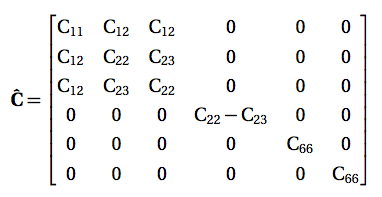 C₁₁ C₁₂ C₁₂ 0 0 0
C₁₂ C₂₂ C₂₃ 0 0 0
C₁₂ C₂₃ C₂₂ 0 0 0
Ĉ = 0 0 0 C₂₂ − C₂₃ 0 0
0 0 0 0 C₆₆ 0
0 0 0 0 0 C₆₆